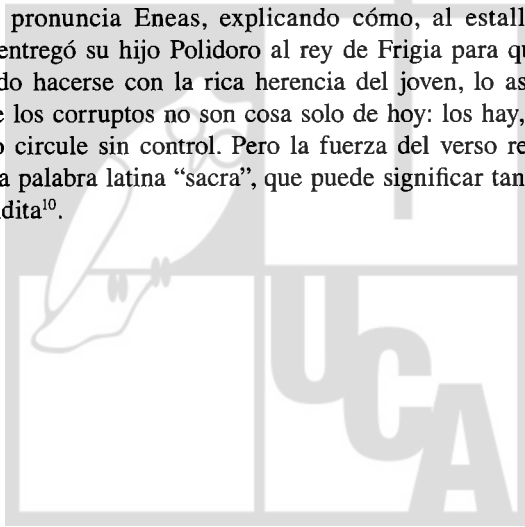 pronuncia Eneas, explicando cómo, al estall
entregó su hijo Polidoro al rey de Frigia para qu
do hacerse con la rica herencia del joven, lo as
e los corruptos no son cosa solo de hoy: los hay,
o circule sin control. Pero la fuerza del verso re
a palabra latina “sacra”, que puede significar tan
dita¹⁰.
UCA